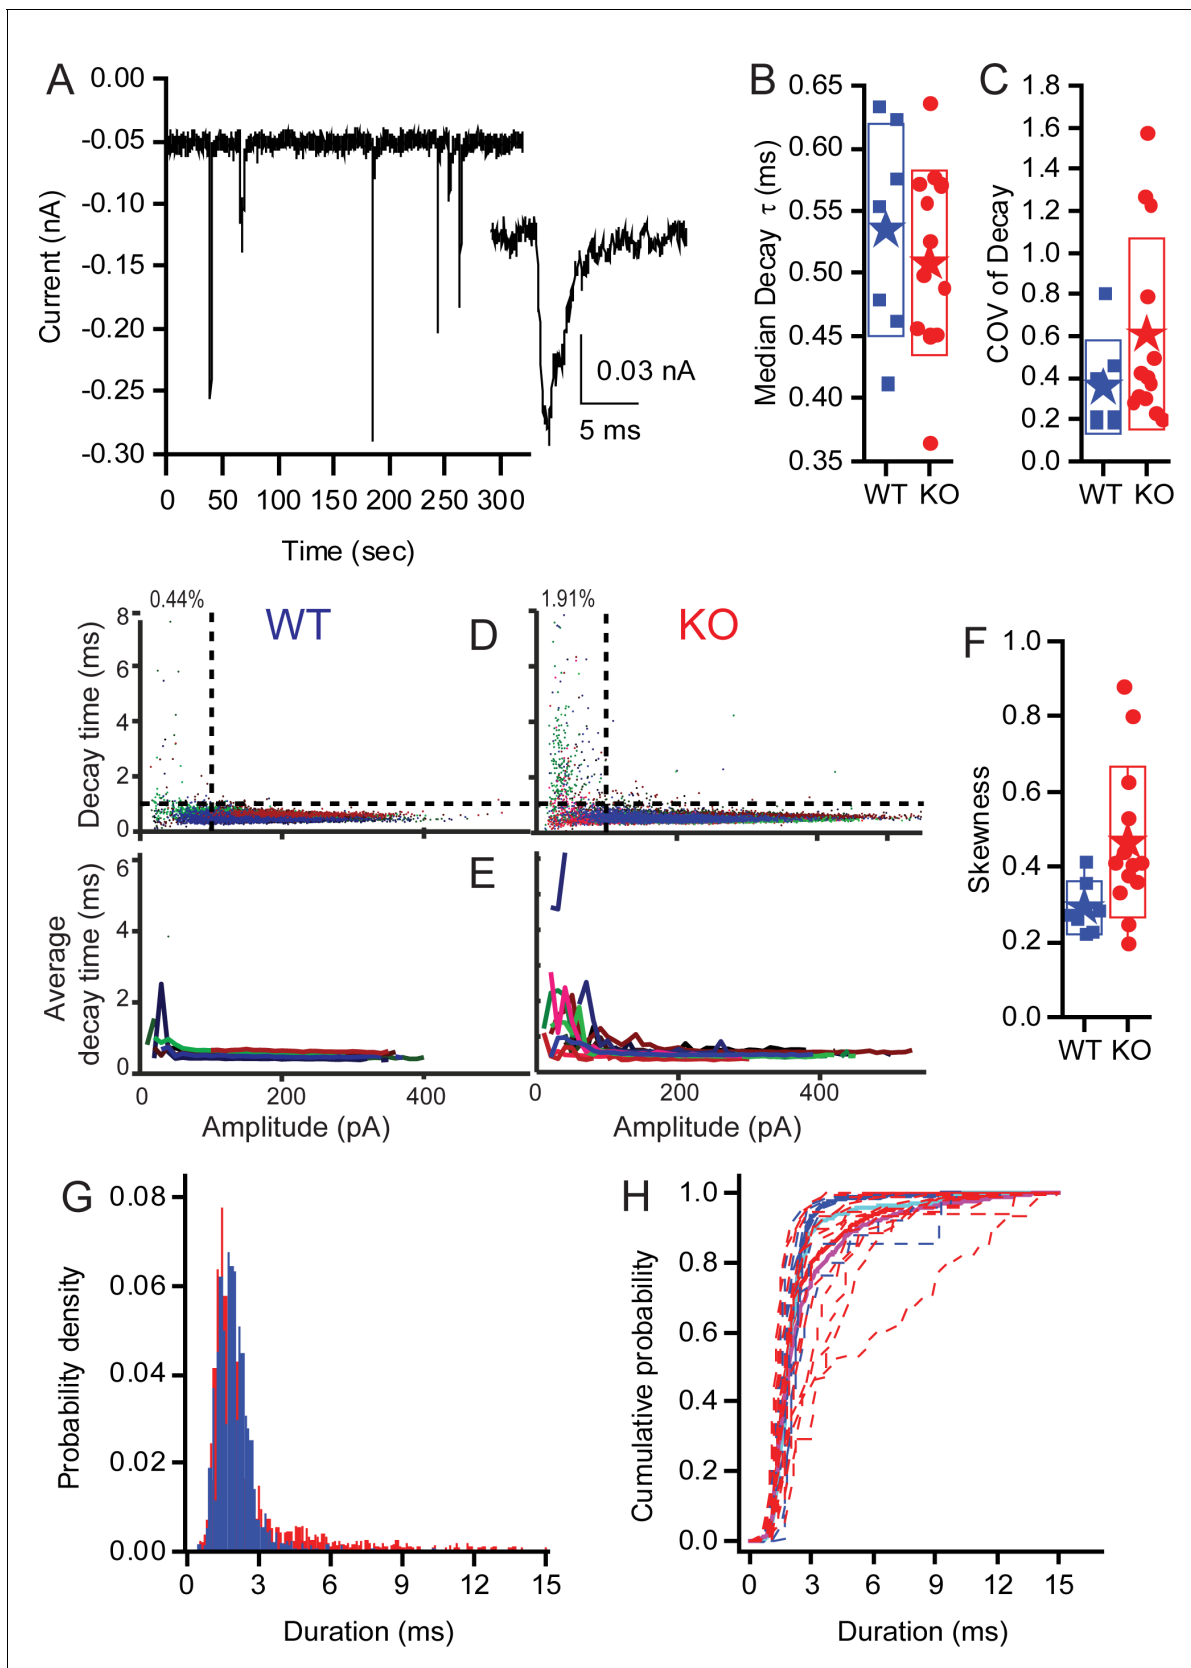 A
0.00
-0.05
-0.10
-0.15
-0.20
-0.25
-0.30
Current (nA)
0 50 100 150 200 250 300
Time (sec)
0.03 nA
5 ms
B
0.65
0.60
0.55
0.50
0.45
0.40
0.35
Median Decay τ (ms)
WT KO
C
1.8
1.6
1.4
1.2
1.0
0.8
0.6
0.4
0.2
0.0
COV of Decay
WT KO
0.44%
WT
D
1.91%
KO
8
6
4
2
0
Decay time (ms)
200 400
E
6
4
2
0
Average
decay time (ms)
0 200 400
Amplitude (pA)
0 200 400
Amplitude (pA)
F
1.0
0.8
0.6
0.4
0.2
0.0
Skewness
WT KO
G
0.08
0.06
0.04
0.02
0.00
Probability density
0 3 6 9 12 15
Duration (ms)
H
1.0
0.8
0.6
0.4
0.2
0.0
Cumulative probability
0 3 6 9 12 15
Duration (ms)